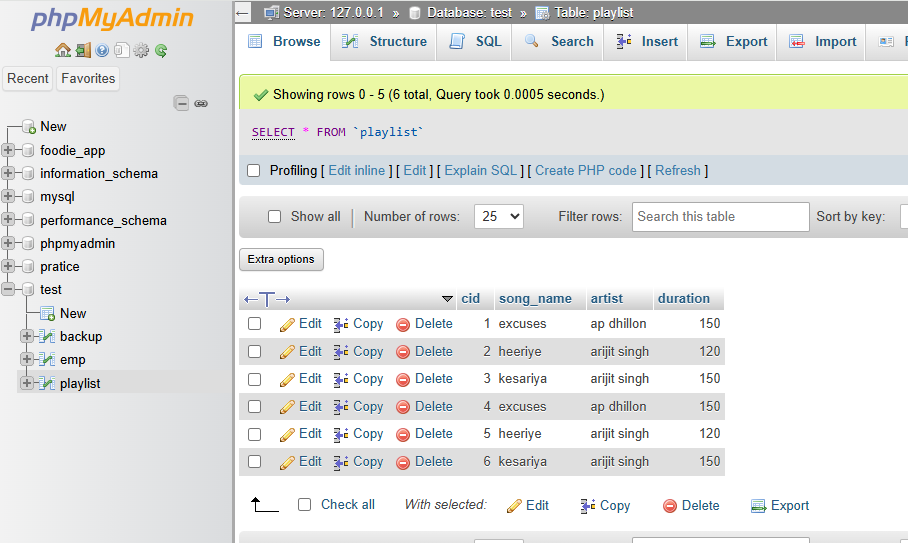 phpMyAdmin
Recent Favorites
New
foodie_app
information_schema
mysql
performance_schema
phpmyadmin
pratice
test
New
backup
emp
playlist
Server: 127.0.0.1 » Database: test » Table: playlist
Browse Structure SQL Search Insert Export Import
Showing rows 0 - 5 (6 total, Query took 0.0005 seconds.)
SELECT * FROM `playlist`
Profiling [ Edit inline ] [ Edit ] [ Explain SQL ] [ Create PHP code ] [ Refresh ]
Show all Number of rows: 25 Filter rows: Search this table Sort by key:
Extra options
cid song_name artist duration
Edit Copy Delete 1 excuses ap dhillon 150
Edit Copy Delete 2 heeriye arijit singh 120
Edit Copy Delete 3 kesariya arijit singh 150
Edit Copy Delete 4 excuses ap dhillon 150
Edit Copy Delete 5 heeriye arijit singh 120
Edit Copy Delete 6 kesariya arijit singh 150
Check all With selected: Edit Copy Delete Export